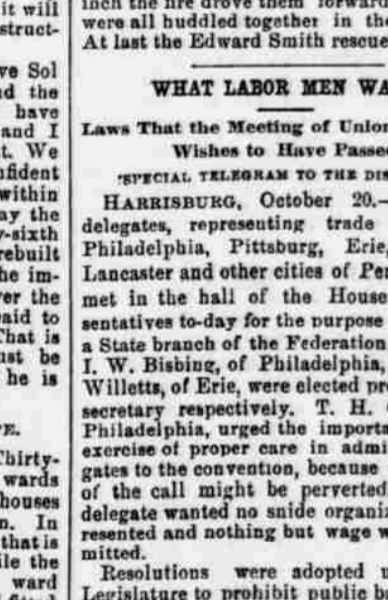 it will
struct-
ve Sol
d the
have
and I
t. We
nfident
within
ay the
y-sixth
rebuilt
he im-
er the
aid to
That is
ust be
he is
TE.
Thirty-
wards
houses
n. In
that is
ile the
ward
inch the fire drove them forward
were all huddled together in the
At last the Edward Smith rescue
WHAT LABOR MEN WA
Laws That the Meeting of Union
Wishes to Have Passe
SPECIAL TELEGRAM TO THE DIS
HARRISBURG, October 20.—
delegates, representing trade
Philadelphia, Pittsburg, Erie,
Lancaster and other cities of Pen
met in the hall of the House
sentatives to-day for the purpose
a State branch of the Federation
I. W. Bisbing, of Philadelphia,
Willetts, of Erie, were elected pre
secretary respectively. T. H.
Philadelphia, urged the importa
exercise of proper care in admi
gates to the convention, because
of the call might be perverted.
delegate wanted no snide organiz
resented and nothing but wage w
mitted.
Resolutions were adopted u
Legislature to prohibit public b